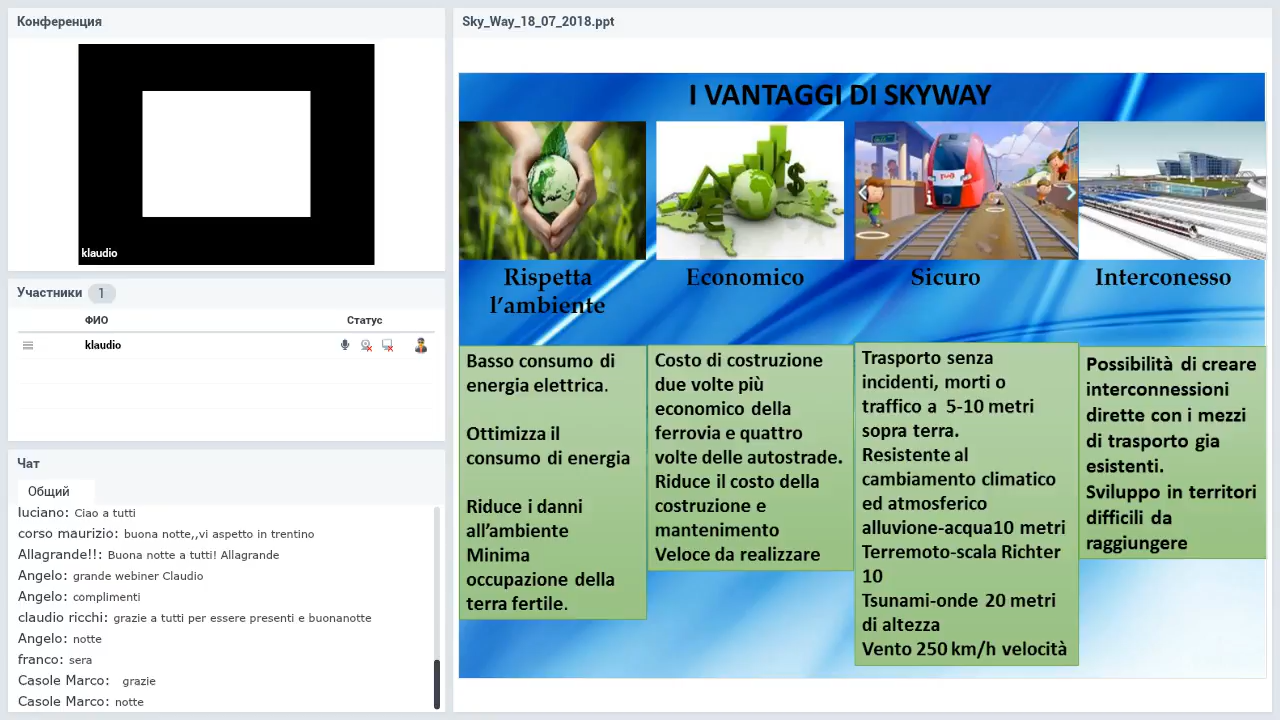 Конференция
klaudio
Участники 1
ФИО Статус
klaudio
Чат
Общий
luciano: Ciao a tutti
corso maurizio: buona notte,,vi aspetto in trentino
Allagrande!!: Buona notte a tutti! Allagrande
Angelo: grande webiner Claudio
Angelo: complimenti
claudio ricchi: grazie a tutti per essere presenti e buonanotte
Angelo: notte
franco: sera
Casole Marco: grazie
Casole Marco: notte
Sky_Way_18_07_2018.ppt
I VANTAGGI DI SKYWAY
Rispetta
l’ambiente
Basso consumo di
energia elettrica.
Ottimizza il
consumo di energia
Riduce i danni
all’ambiente
Minima
occupazione della
terra fertile.
Economico
Costo di costruzione
due volte più
economico della
ferrovia e quattro
volte delle autostrade.
Riduce il costo della
costruzione e
mantenimento
Veloce da realizzare
Sicuro
Trasporto senza
incidenti, morti o
traffico a 5-10 metri
sopra terra.
Resistente al
cambiamento climatico
ed atmosferico
alluvione-acqua10 metri
Terremoto-scala Richter
10
Tsunami-onde 20 metri
di altezza
Vento 250 km/h velocità
Interconesso
Possibilità di creare
interconnessioni
dirette con i mezzi
di trasporto gia
esistenti.
Sviluppo in territori
difficili da
raggiungere